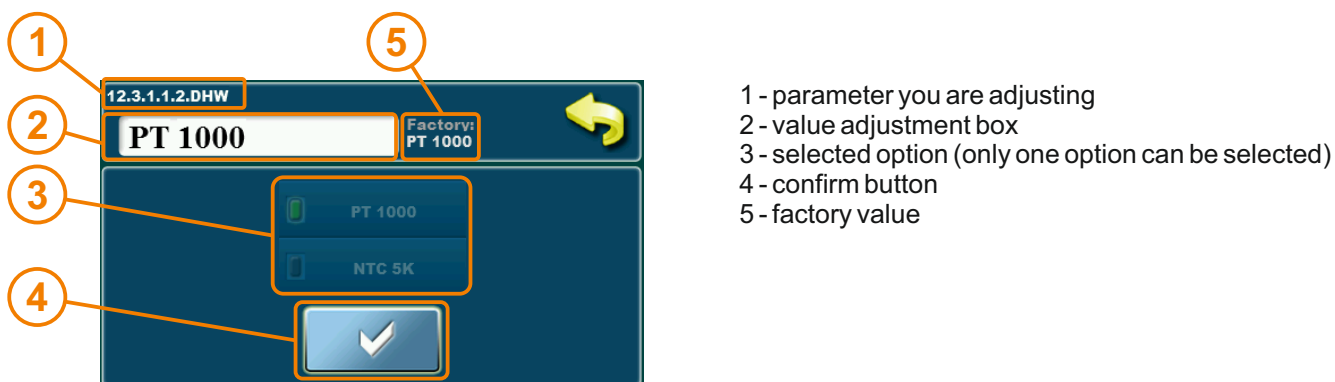 1
5
12.3.1.1.2.DHW
2
PT 1000
Factory:
PT 1000
3
PT 1000
NTC 5K
4
1 - parameter you are adjusting
2 - value adjustment box
3 - selected option (only one option can be selected)
4 - confirm button
5 - factory value